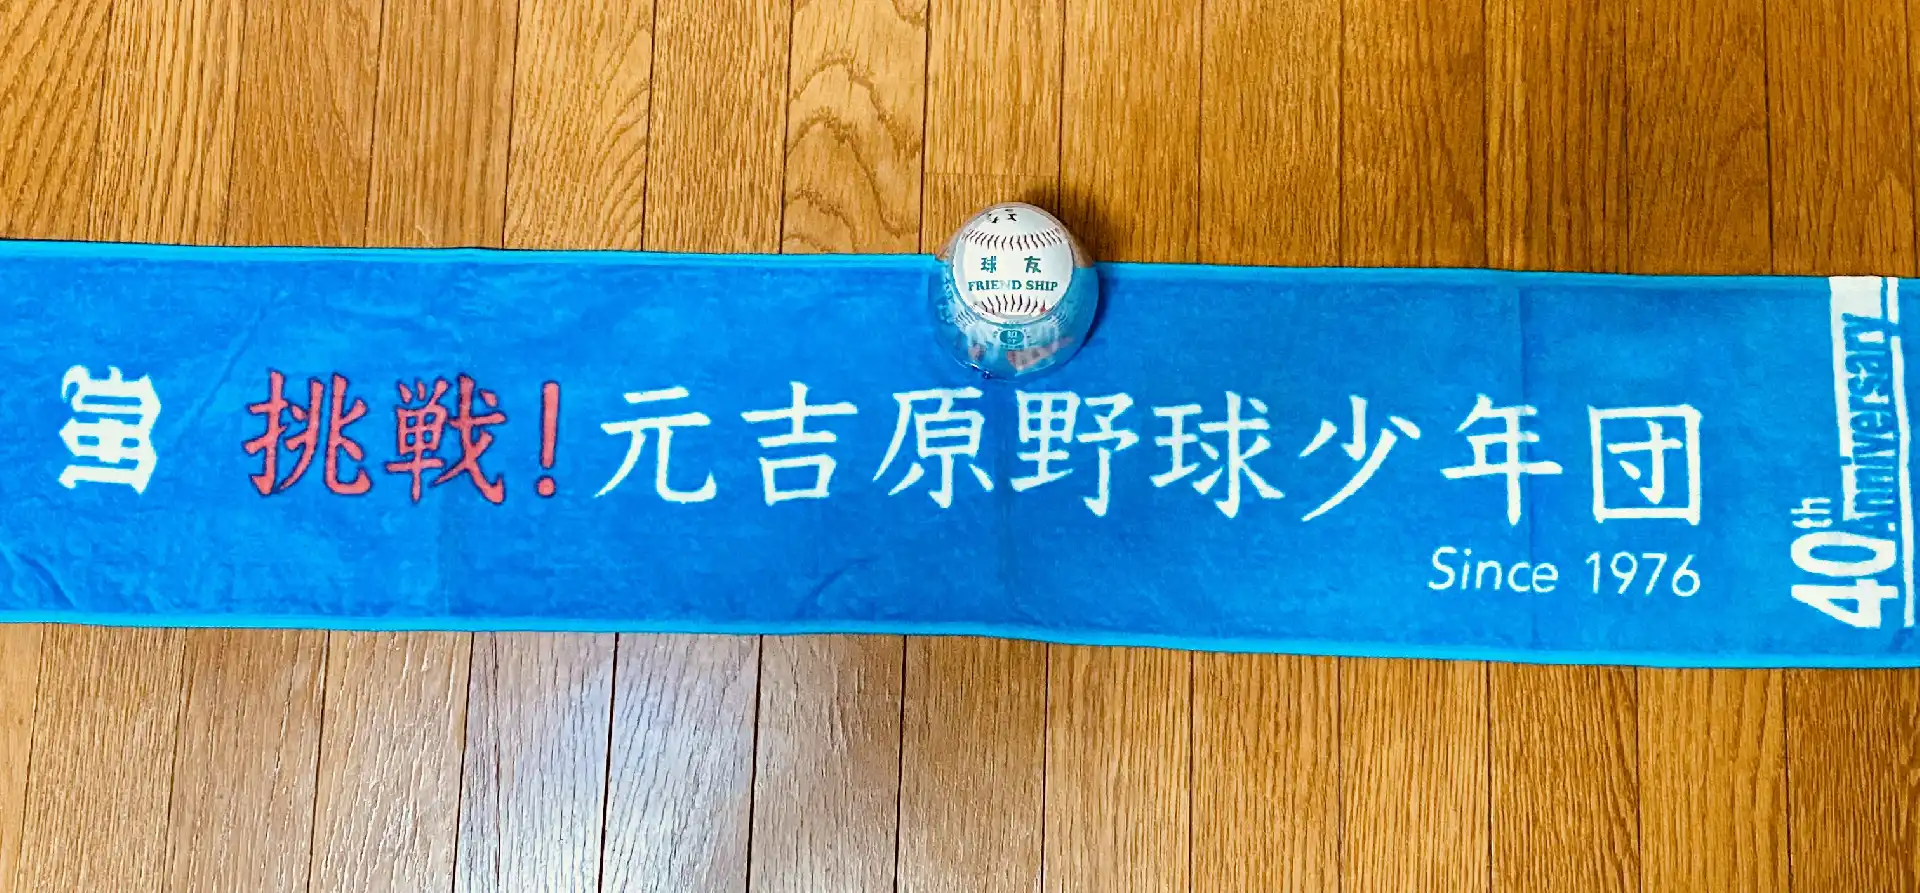 球 友
FRIEND SHIP
M
挑戦!元吉原野球少年団
Since 1976
40th
Anniversary